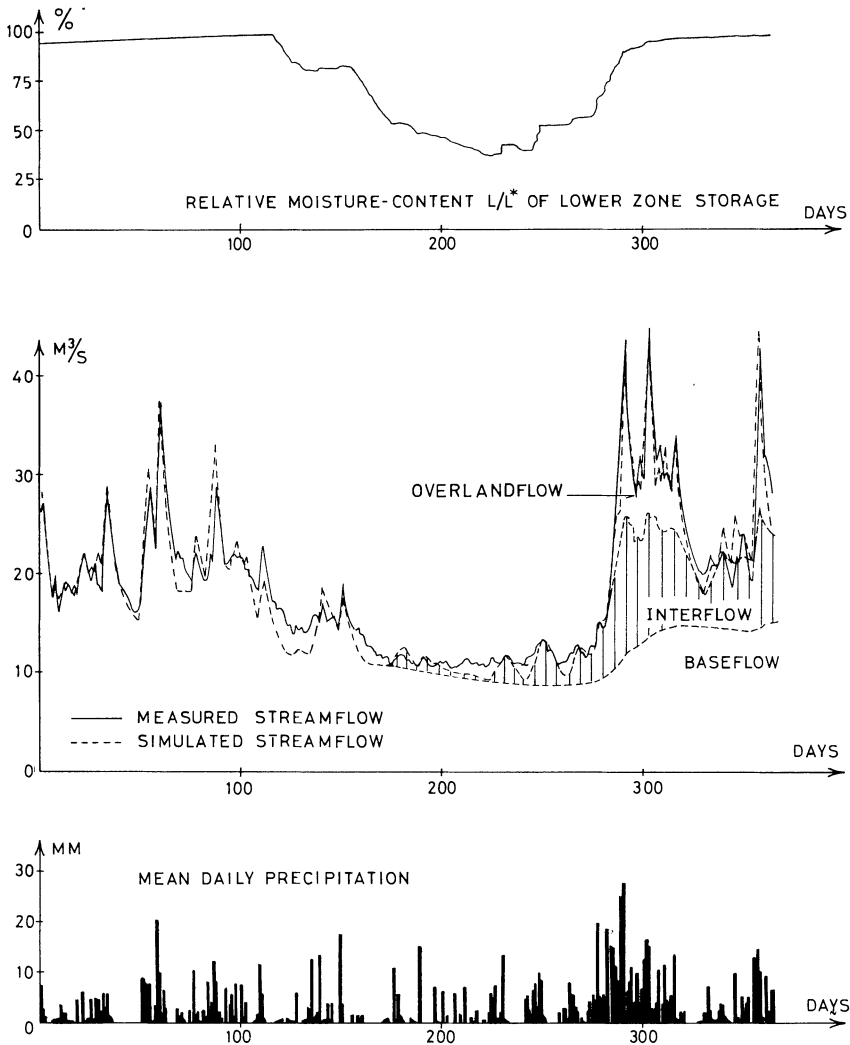 %
100
75
50
25
0
RELATIVE MOISTURE-CONTENT L/L* OF LOWER ZONE STORAGE
DAYS
100 200 300
M³/S
40
30
20
10
0
OVERLANDFLOW
INTERFLOW
BASEFLOW
MEASURED STREAMFLOW
SIMULATED STREAMFLOW
DAYS
100 200 300
MM
30
20
10
0
MEAN DAILY PRECIPITATION
DAYS
100 200 300